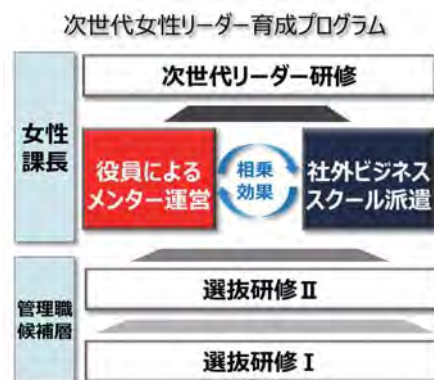 次世代女性リーダー育成プログラム
次世代リーダー研修
女性
課長
役員による
メンター運営
相乗
効果
社外ビジネス
スクール派遣
管理職
候補層
選抜研修Ⅱ
選抜研修Ⅰ